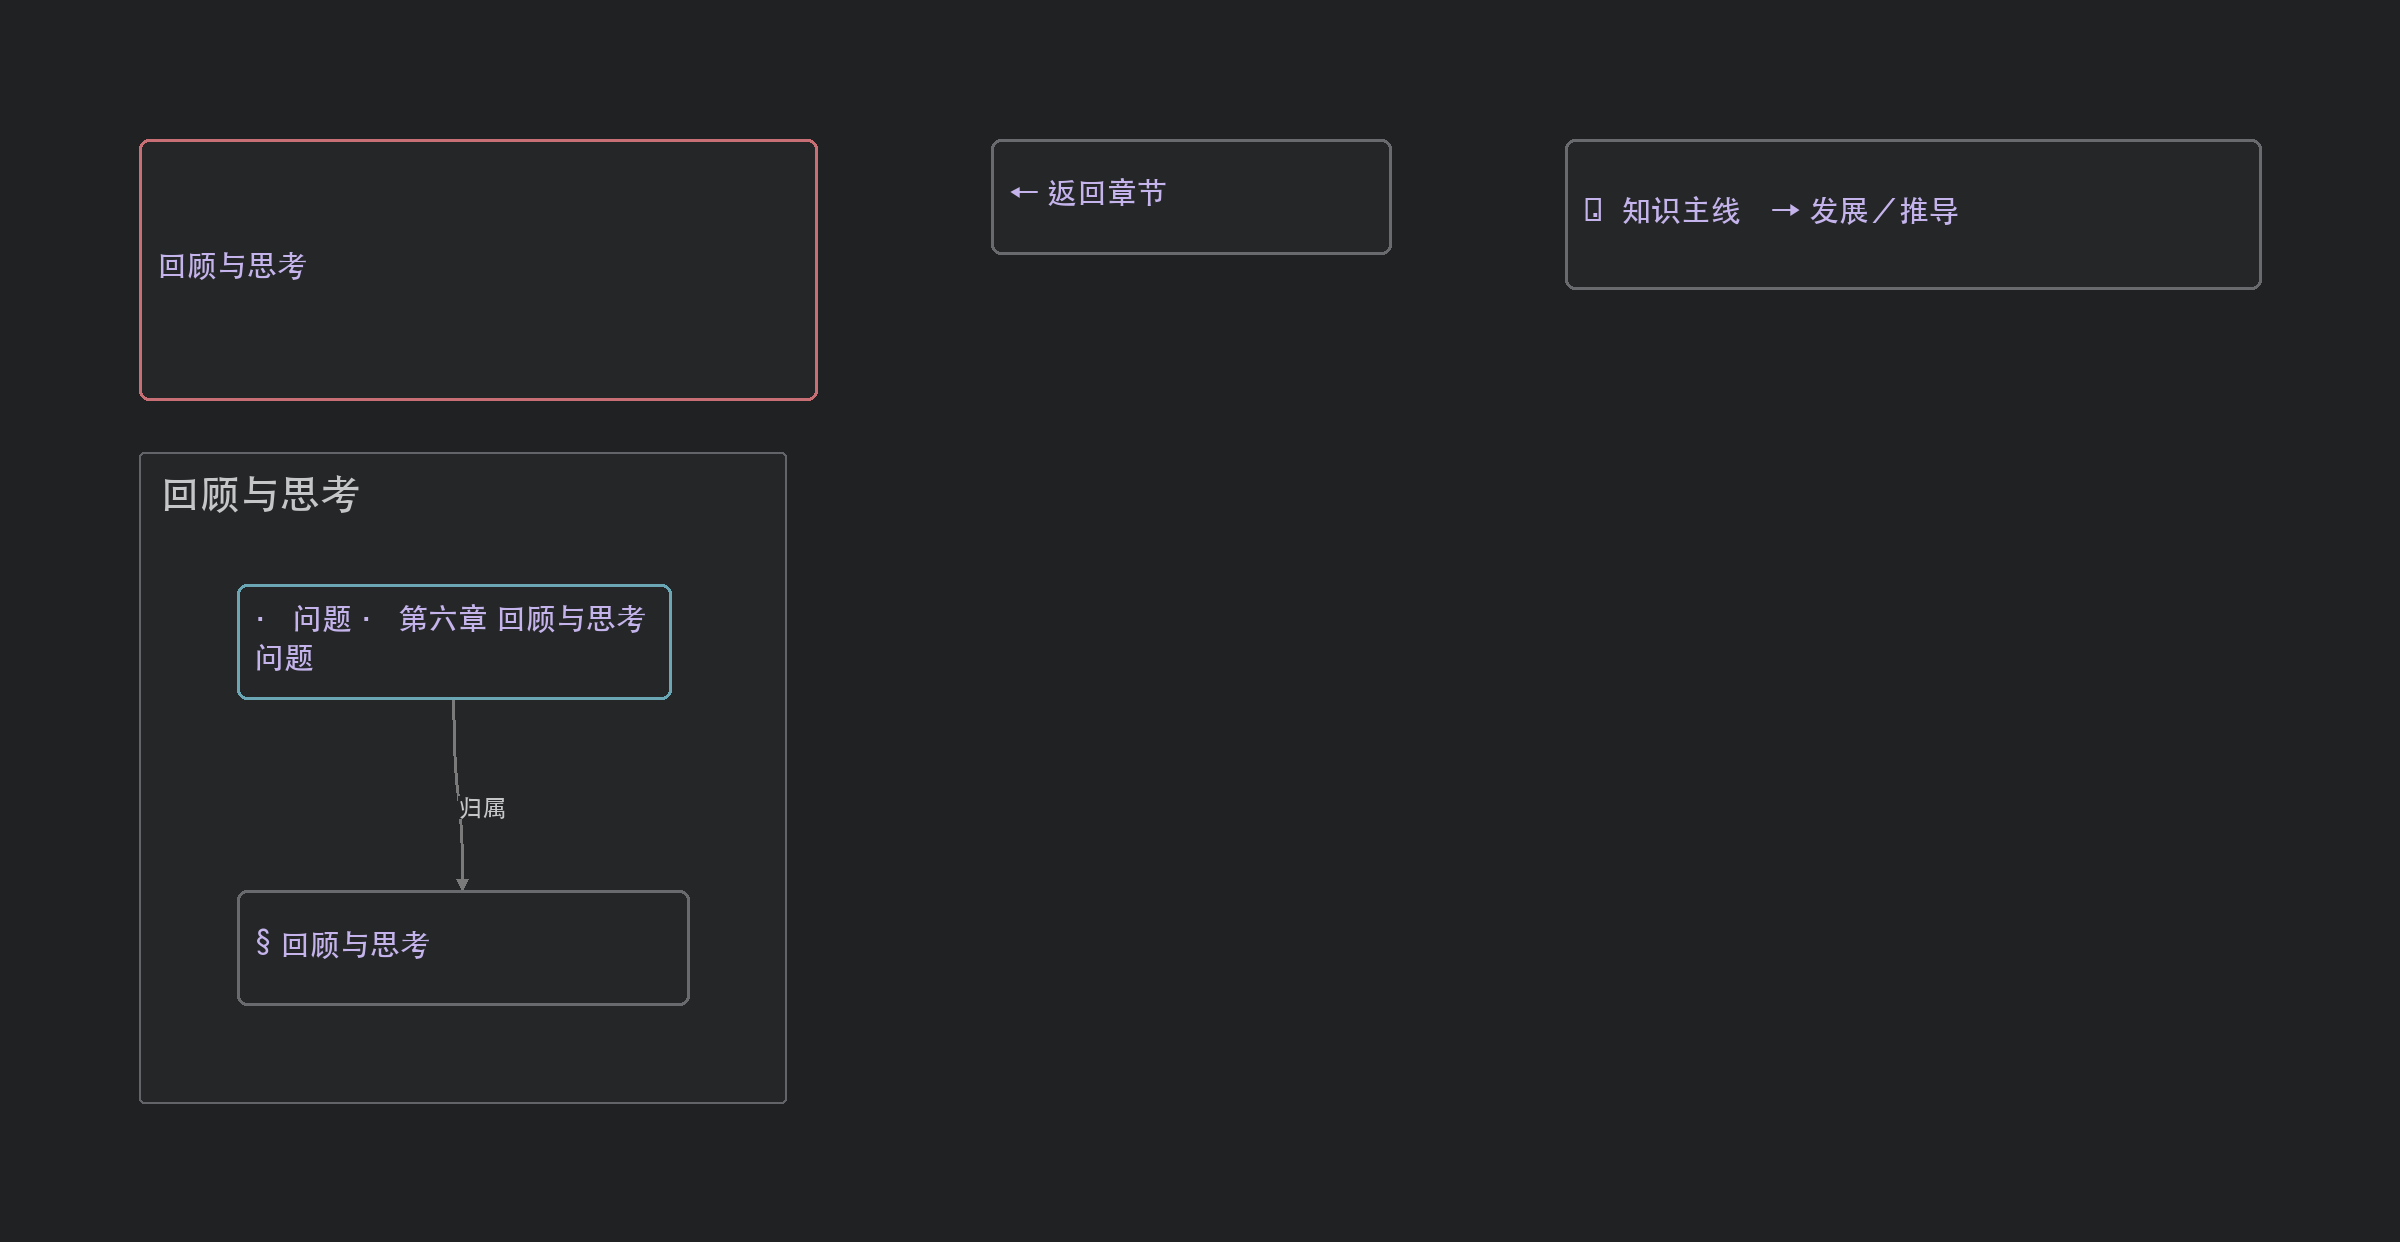 回顾与思考
← 返回章节
知识主线 → 发展／推导
回顾与思考
· 问题 · 第六章 回顾与思考
问题
归属
§ 回顾与思考